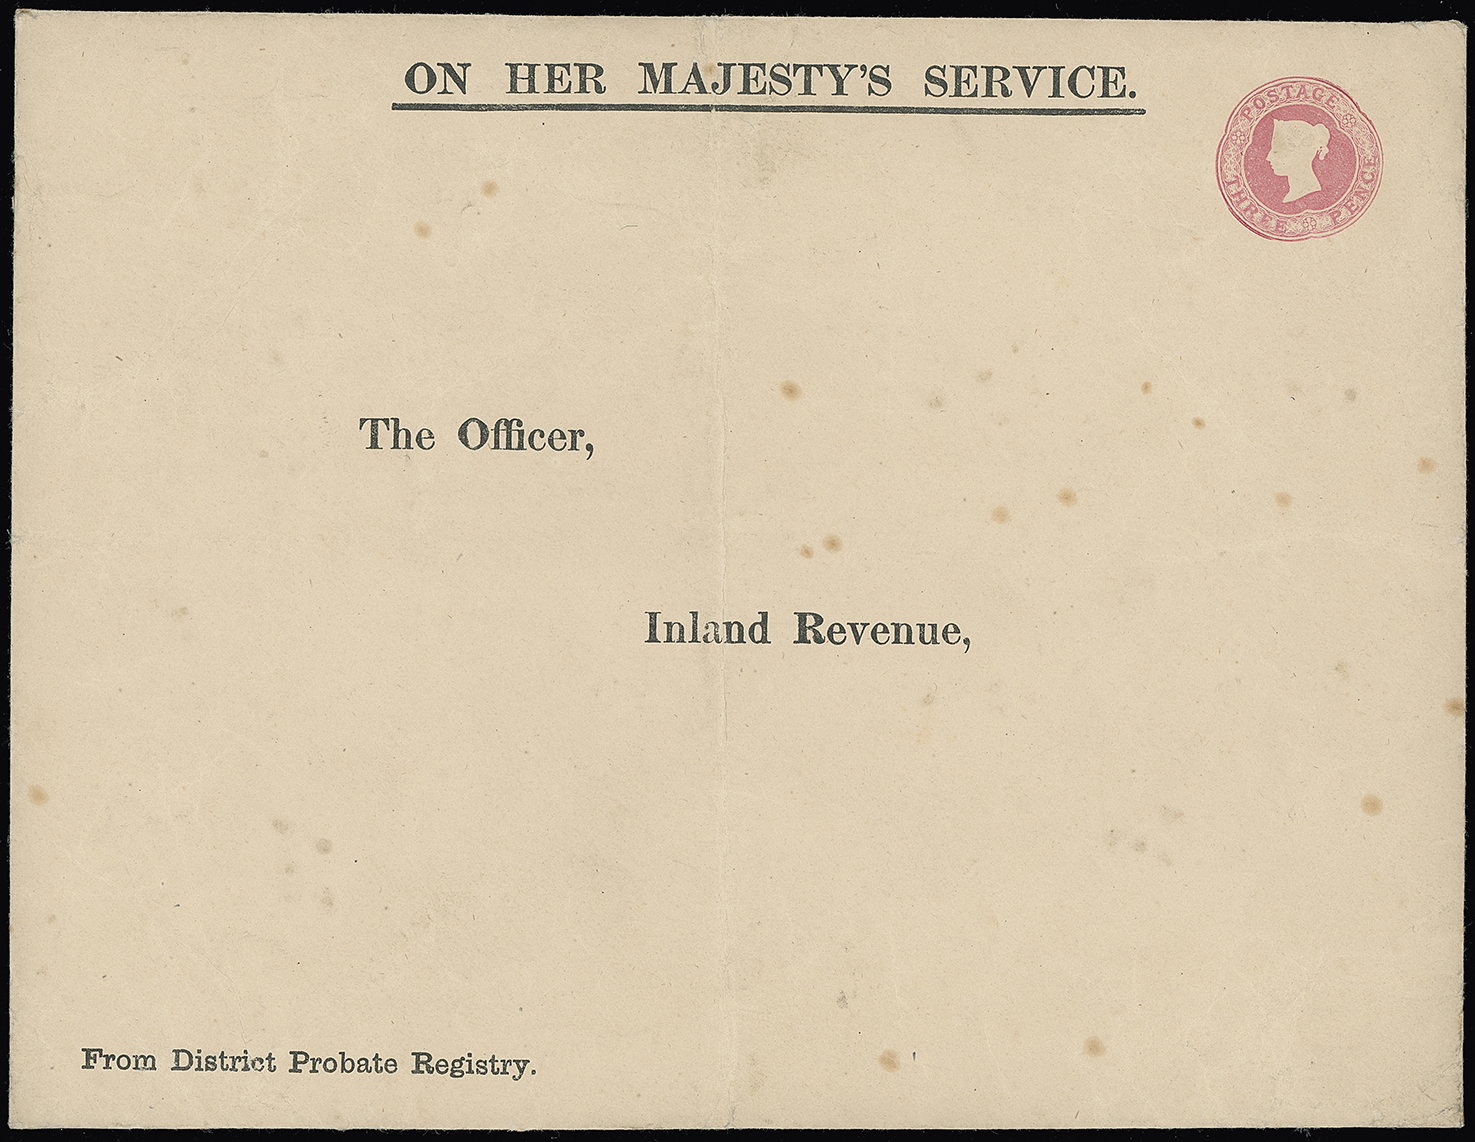 ON HER MAJESTY'S SERVICE.
POSTAGE
THREE PENCE
The Officer,
Inland Revenue,
From District Probate Registry.